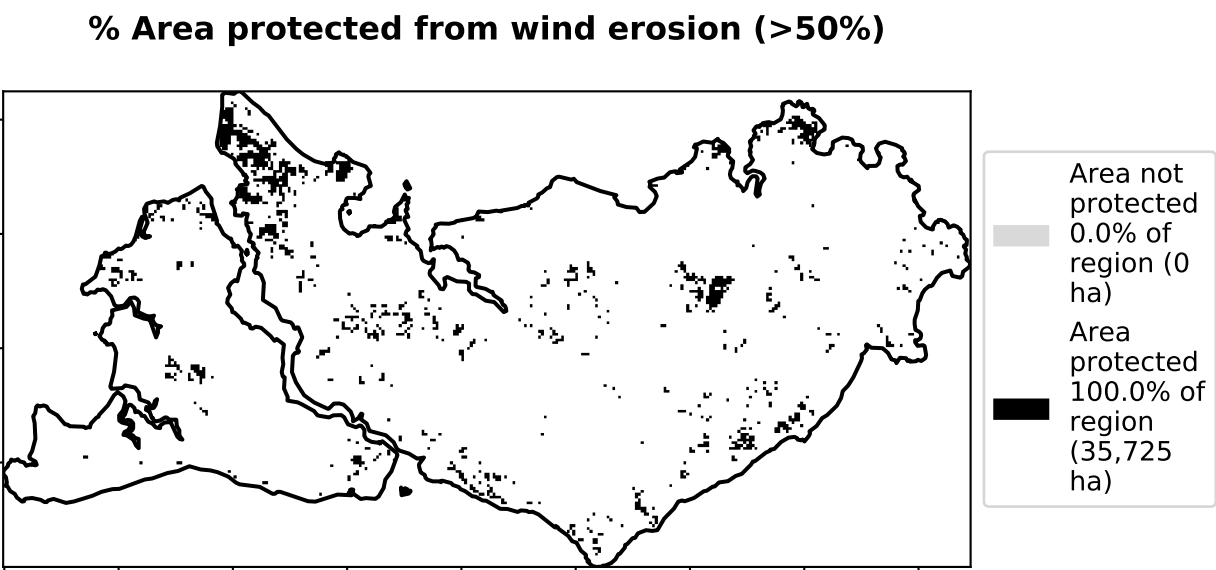 % Area protected from wind erosion (>50%)
Area not
protected
0.0% of
region (0
ha)
Area
protected
100.0% of
region
(35,725
ha)